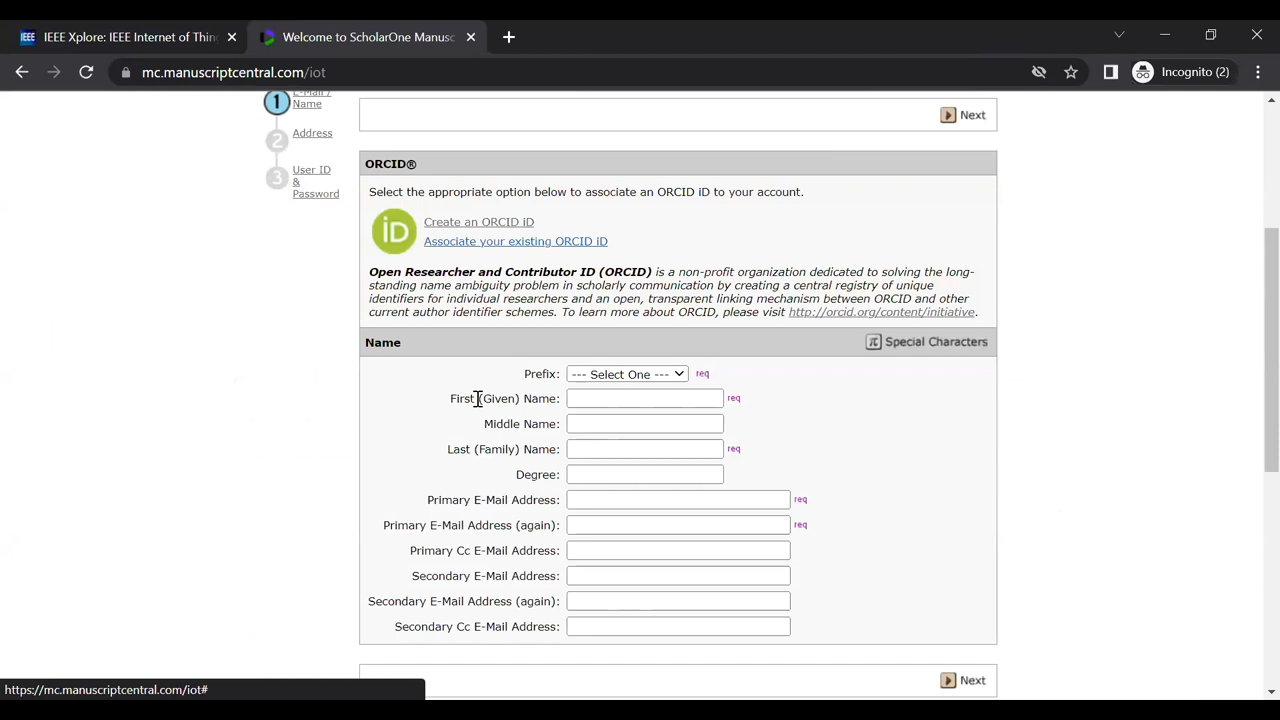 IEEE Xplore: IEEE Internet of Thing
Welcome to ScholarOne Manusc
mc.manuscriptcentral.com/iot
Incognito (2)
1
E-Mail /
Name
2
Address
3
User ID
&
Password
Next
ORCID®
Select the appropriate option below to associate an ORCID iD to your account.
iD
Create an ORCID iD
Associate your existing ORCID iD
Open Researcher and Contributor ID (ORCID) is a non-profit organization dedicated to solving the long-
standing name ambiguity problem in scholarly communication by creating a central registry of unique
identifiers for individual researchers and an open, transparent linking mechanism between ORCID and other
current author identifier schemes. To learn more about ORCID, please visit http://orcid.org/content/initiative.
Name
π Special Characters
Prefix: --- Select One --- req
First (Given) Name: req
Middle Name:
Last (Family) Name: req
Degree:
Primary E-Mail Address: req
Primary E-Mail Address (again): req
Primary Cc E-Mail Address:
Secondary E-Mail Address:
Secondary E-Mail Address (again):
Secondary Cc E-Mail Address:
Next
https://mc.manuscriptcentral.com/iot#